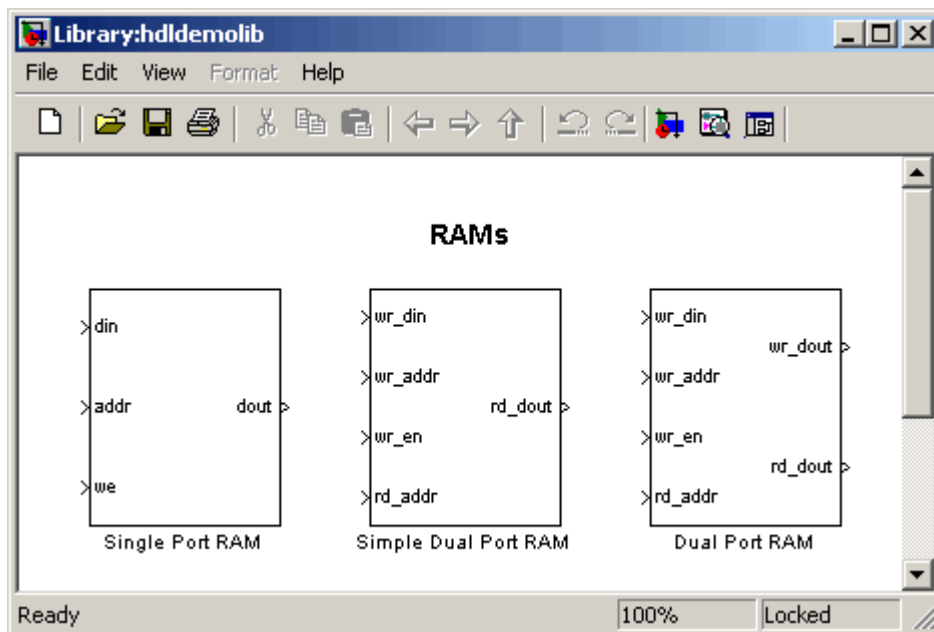 Library:hdldemolib
File Edit View Format Help
RAMs
din
addr
we
dout
Single Port RAM
wr_din
wr_addr
wr_en
rd_addr
rd_dout
Simple Dual Port RAM
wr_din
wr_addr
wr_en
rd_addr
wr_dout
rd_dout
Dual Port RAM
Ready 100% Locked